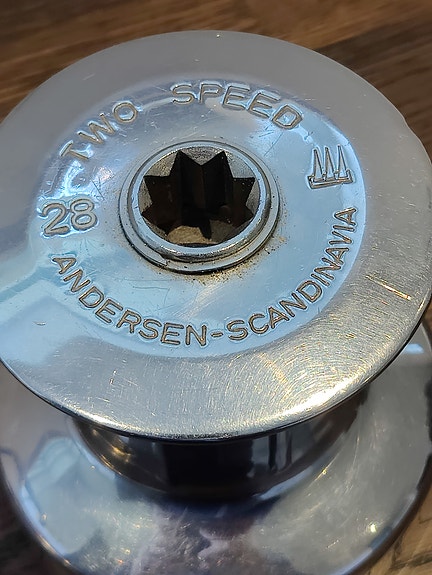 TWO SPEED
28
ANDERSEN-SCANDINAVIA